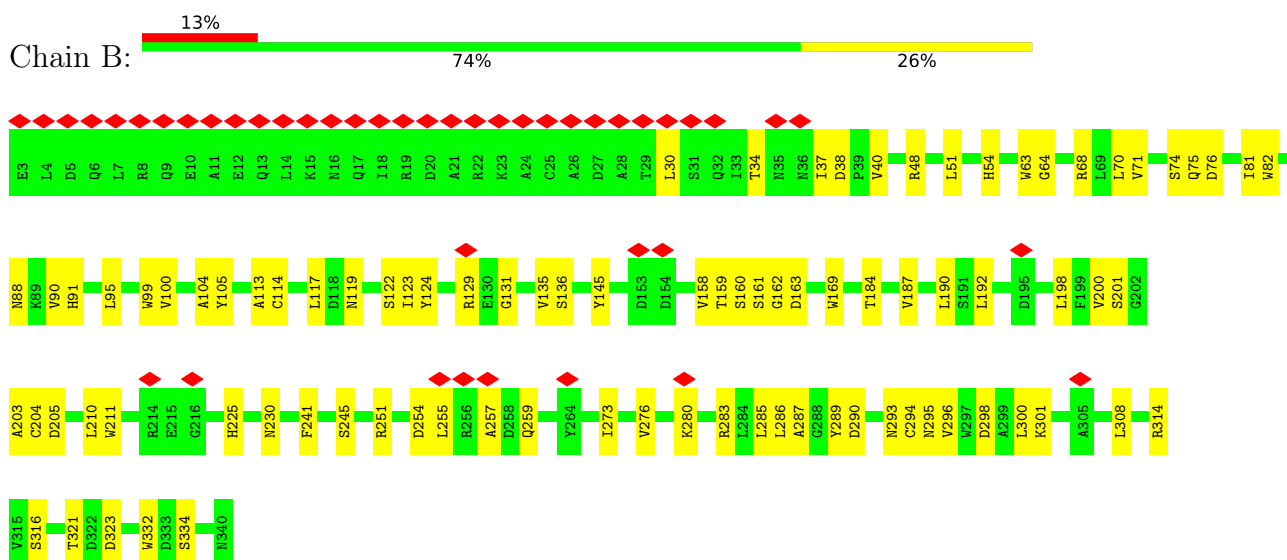 13%
Chain B:
74% 26%
E3 L4 D5 Q6 L7 R8 Q9 E10 A11 E12 Q13 L14 K15 N16 Q17 I18 R19 D20 A21 R22 K23 A24 C25 A26 D27 A28 T29 L30 S31 Q32 I33 T34 N35 N36 I37 D38 P39 V40 R48 L51 H54 W63 G64 R68 L69 L70 V71 S74 Q75 D76 I81 W82
N88 K89 V90 H91 L95 W99 V100 A104 Y105 A113 C114 L117 D118 N119 S122 I123 Y124 R129 E130 G131 V135 S136 Y145 D153 D154 V158 T159 S160 S161 G162 D163 W169 T184 V187 L190 S191 L192 D195 L198 F199 V200 S201 G202
A203 C204 D205 L210 W211 R214 E215 G216 H225 N230 F241 S245 R251 D254 L255 R256 A257 D258 Q259 Y264 I273 V276 K280 R283 L284 L285 L286 A287 G288 Y289 D290 N293 C294 N295 V296 W297 D298 A299 L300 K301 A305 L308 R314
V315 S316 T321 D322 D323 W332 D333 S334 N340